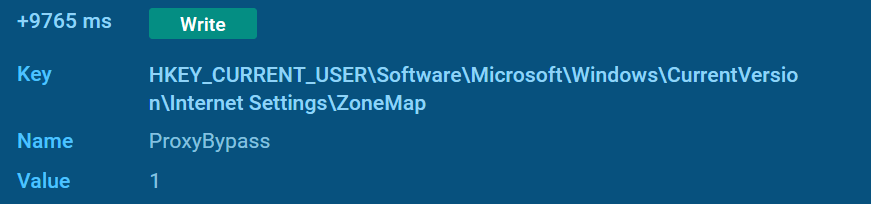 +9765 ms Write
Key HKEY_CURRENT_USER\Software\Microsoft\Windows\CurrentVersio
n\Internet Settings\ZoneMap
Name ProxyBypass
Value 1